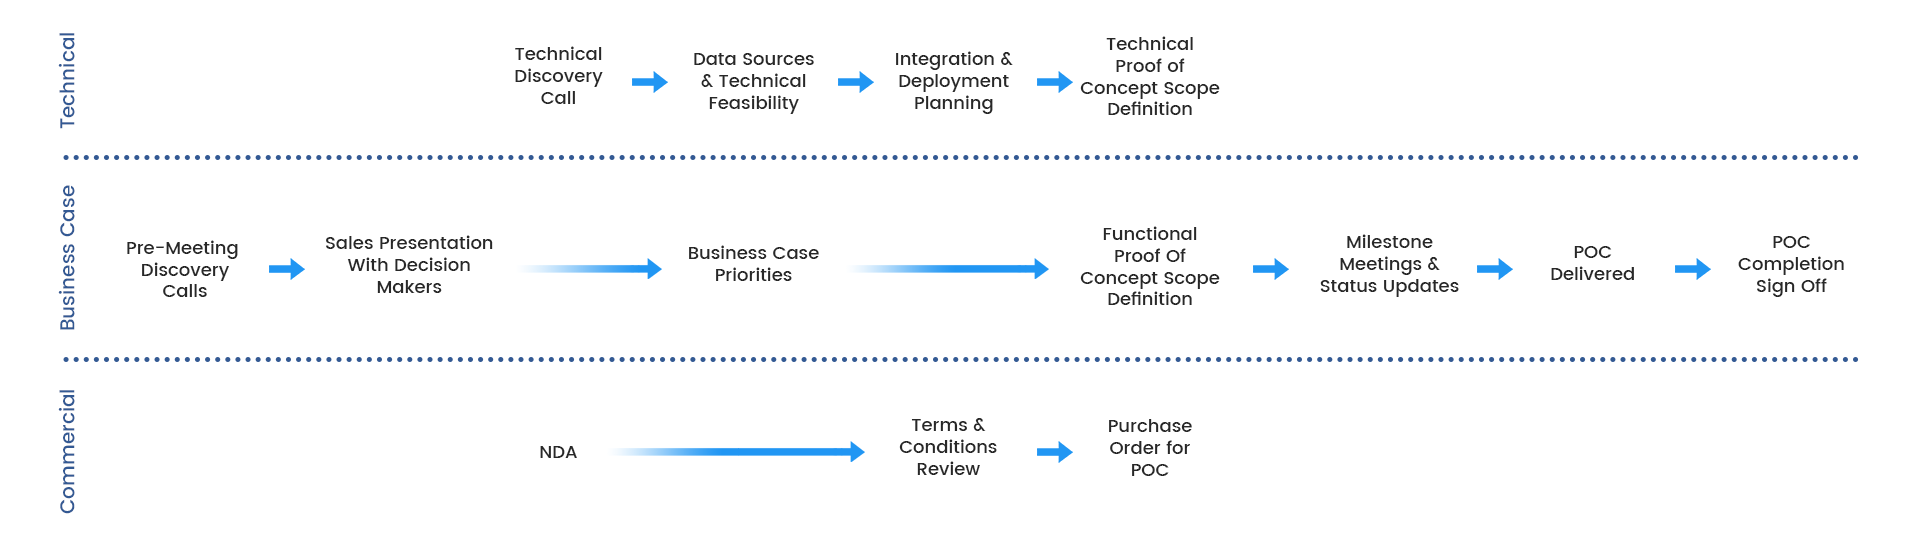 Technical
Technical
Discovery
Call
Data Sources
& Technical
Feasibility
Integration &
Deployment
Planning
Technical
Proof of
Concept Scope
Definition
Business Case
Pre-Meeting
Discovery
Calls
Sales Presentation
With Decision
Makers
Business Case
Priorities
Functional
Proof Of
Concept Scope
Definition
Milestone
Meetings &
Status Updates
POC
Delivered
POC
Completion
Sign Off
Commercial
NDA
Terms &
Conditions
Review
Purchase
Order for
POC